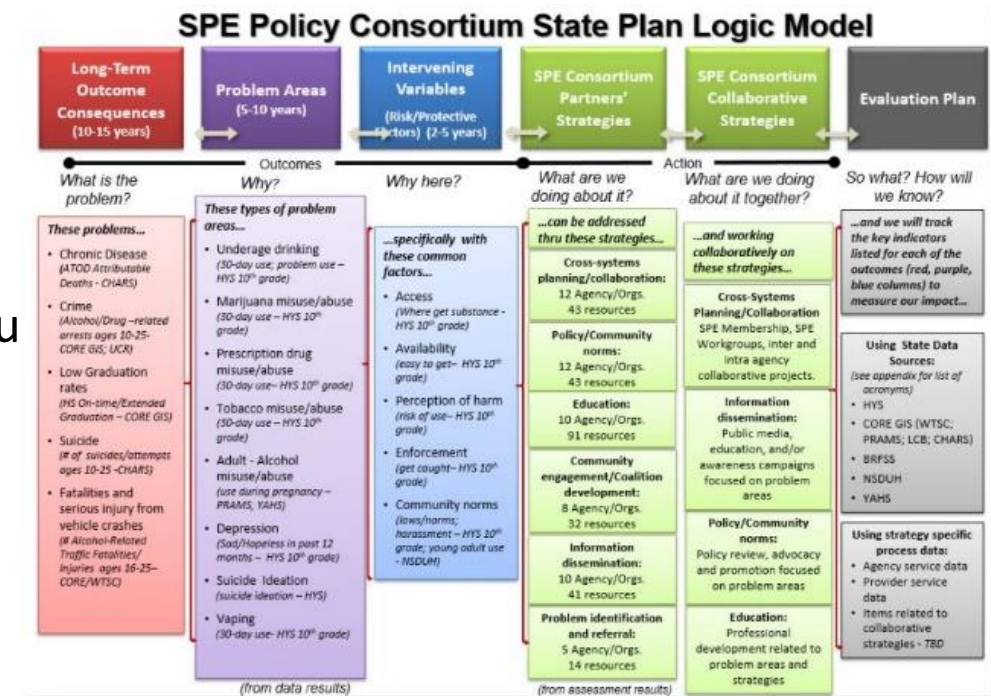 SPE Policy Consortium State Plan Logic Model
Long-Term
Outcome
Consequences
(10-15 years)
Problem Areas
(5-10 years)
Intervening
Variables
(Risk/Protective
Factors) (2-5 years)
SPE Consortium
Partners'
Strategies
SPE Consortium
Collaborative
Strategies
Evaluation Plan
Outcomes
Action
What is the
problem?
Why?
Why here?
What are we
doing about it?
What are we doing
about it together?
So what? How will
we know?
These problems...
• Chronic Disease
(ATOD Attributable
Deaths - CHARS)
• Crime
(Alcohol/Drug –related
arrests ages 10-25-
CORE GIS; UCR)
• Low Graduation
rates
(HS On-time/Extended
Graduation – CORE GIS)
• Suicide
(# of suicides/attempts
ages 10-25 -CHARS)
• Fatalities and
serious injury from
vehicle crashes
(# Alcohol-Related
Traffic Fatalities/
Injuries ages 16-25–
CORE/WTSC)
These types of problem
areas...
• Underage drinking
(30-day use; problem use –
HYS 10th grade)
• Marijuana misuse/abuse
(30-day use – HYS 10th
grade)
• Prescription drug
misuse/abuse
(30-day use– HYS 10th grade)
• Tobacco misuse/abuse
(30-day use – HYS 10th
grade)
• Adult - Alcohol
misuse/abuse
(use during pregnancy –
PRAMS, YAHS)
• Depression
(Sad/Hopeless in past 12
months – HYS 10th grade)
• Suicide Ideation
(suicide ideation – HYS)
• Vaping
(30-day use- HYS 10th grade)
(from data results)
...specifically with
these common
factors...
• Access
(Where get substance -
HYS 10th grade)
• Availability
(easy to get– HYS 10th
grade)
• Perception of harm
(risk of use– HYS 10th
grade)
• Enforcement
(get caught– HYS 10th
grade)
• Community norms
(laws/norms;
harassment – HYS 10th
grade; young adult use
- NSDUH)
...can be addressed
thru these strategies...
Cross-systems
planning/collaboration:
12 Agency/Orgs.
43 resources
Policy/Community
norms:
12 Agency/Orgs.
43 resources
Education:
10 Agency/Orgs.
91 resources
Community
engagement/Coalition
development:
8 Agency/Orgs.
32 resources
Information
dissemination:
10 Agency/Orgs.
41 resources
Problem identification
and referral:
5 Agency/Orgs.
14 resources
(from assessment results)
...and working
collaboratively on
these strategies...
Cross-Systems
Planning/Collaboration
SPE Membership, SPE
Workgroups, inter and
intra agency
collaborative projects.
Information
dissemination:
Public media,
education, and/or
awareness campaigns
focused on problem
areas
Policy/Community
norms:
Policy review, advocacy
and promotion focused
on problem areas
Education:
Professional
development related to
problem areas and
strategies
...and we will track
the key indicators
listed for each of the
outcomes (red, purple,
blue columns) to
measure our impact...
Using State Data
Sources:
(see appendix for list of
acronyms)
• HYS
• CORE GIS (WTSC;
PRAMS; LCB; CHARS)
• BRFSS
• NSDUH
• YAHS
Using strategy specific
process data:
• Agency service data
• Provider service
data
• Items related to
collaborative
strategies - TBD
u